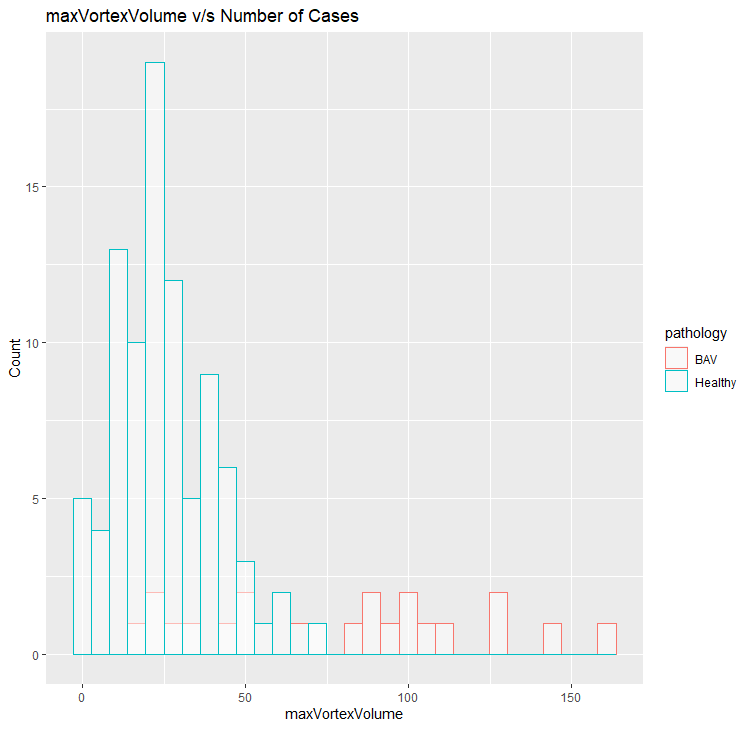 maxVortexVolume v/s Number of Cases
Count
15
10
5
0
0 50 100 150
maxVortexVolume
pathology
BAV
Healthy